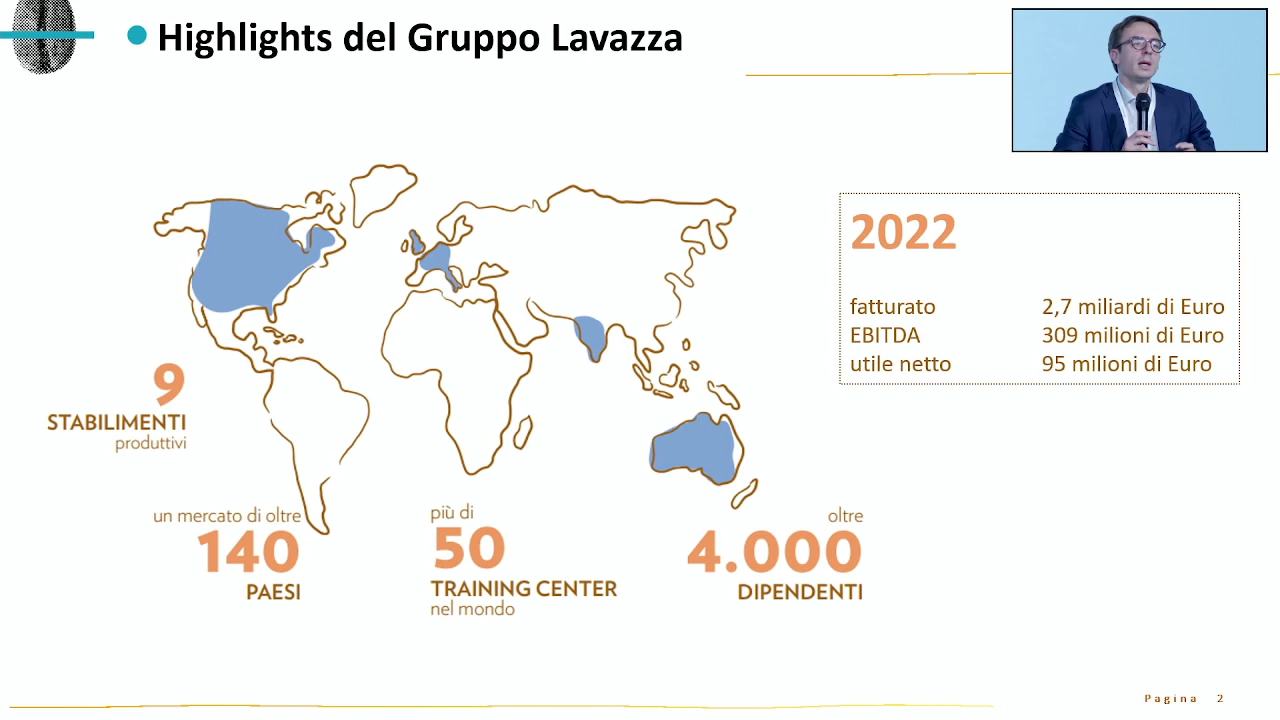 Highlights del Gruppo Lavazza
2022
fatturato 2,7 miliardi di Euro
EBITDA 309 milioni di Euro
utile netto 95 milioni di Euro
9
STABILIMENTI
produttivi
un mercato di oltre
140
PAESI
più di
50
TRAINING CENTER
nel mondo
oltre
4.000
DIPENDENTI
Pagina 2